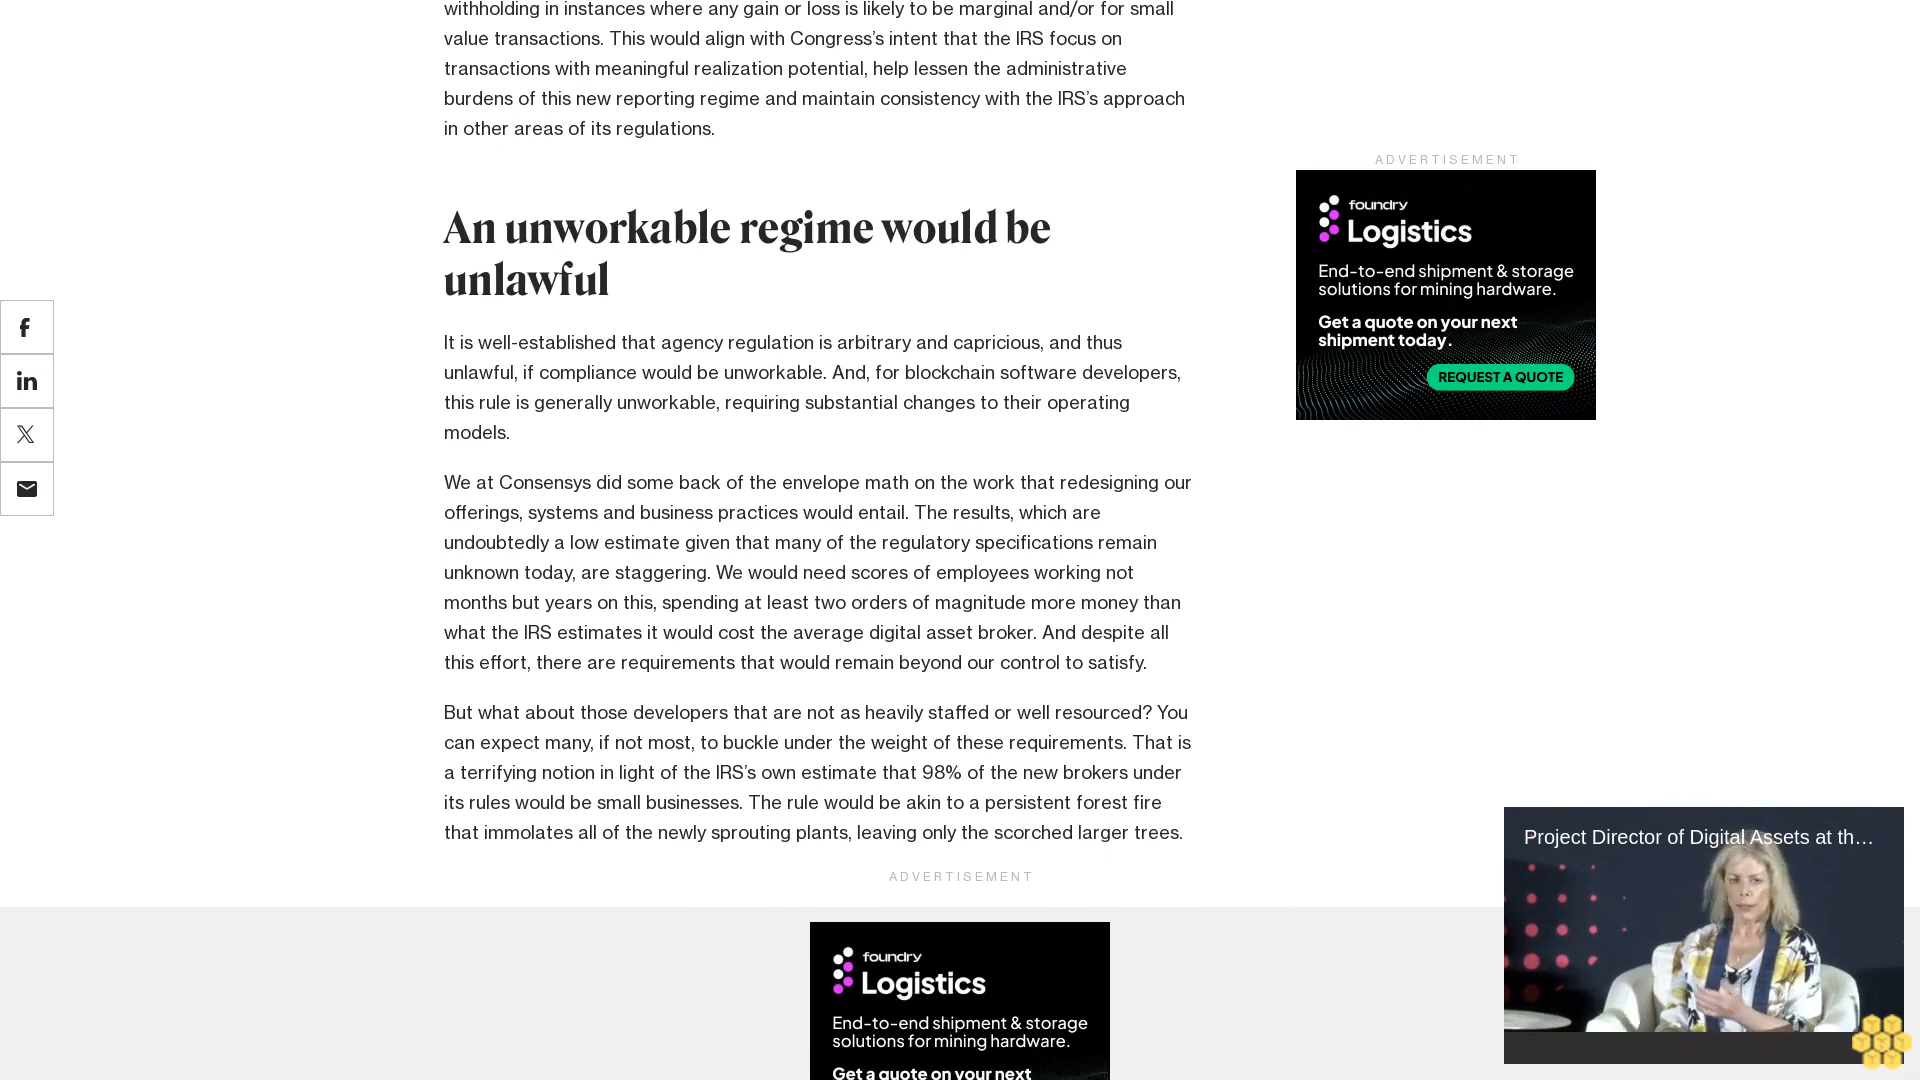 withholding in instances where any gain or loss is likely to be marginal and/or for small
value transactions. This would align with Congress’s intent that the IRS focus on
transactions with meaningful realization potential, help lessen the administrative
burdens of this new reporting regime and maintain consistency with the IRS’s approach
in other areas of its regulations.
An unworkable regime would be
unlawful
It is well-established that agency regulation is arbitrary and capricious, and thus
unlawful, if compliance would be unworkable. And, for blockchain software developers,
this rule is generally unworkable, requiring substantial changes to their operating
models.
We at Consensys did some back of the envelope math on the work that redesigning our
offerings, systems and business practices would entail. The results, which are
undoubtedly a low estimate given that many of the regulatory specifications remain
unknown today, are staggering. We would need scores of employees working not
months but years on this, spending at least two orders of magnitude more money than
what the IRS estimates it would cost the average digital asset broker. And despite all
this effort, there are requirements that would remain beyond our control to satisfy.
But what about those developers that are not as heavily staffed or well resourced? You
can expect many, if not most, to buckle under the weight of these requirements. That is
a terrifying notion in light of the IRS’s own estimate that 98% of the new brokers under
its rules would be small businesses. The rule would be akin to a persistent forest fire
that immolates all of the newly sprouting plants, leaving only the scorched larger trees.
ADVERTISEMENT
foundry
Logistics
End-to-end shipment & storage
solutions for mining hardware.
Get a quote on your next
shipment today.
REQUEST A QUOTE
ADVERTISEMENT
foundry
Logistics
End-to-end shipment & storage
solutions for mining hardware.
Get a quote on your next
Project Director of Digital Assets at th…